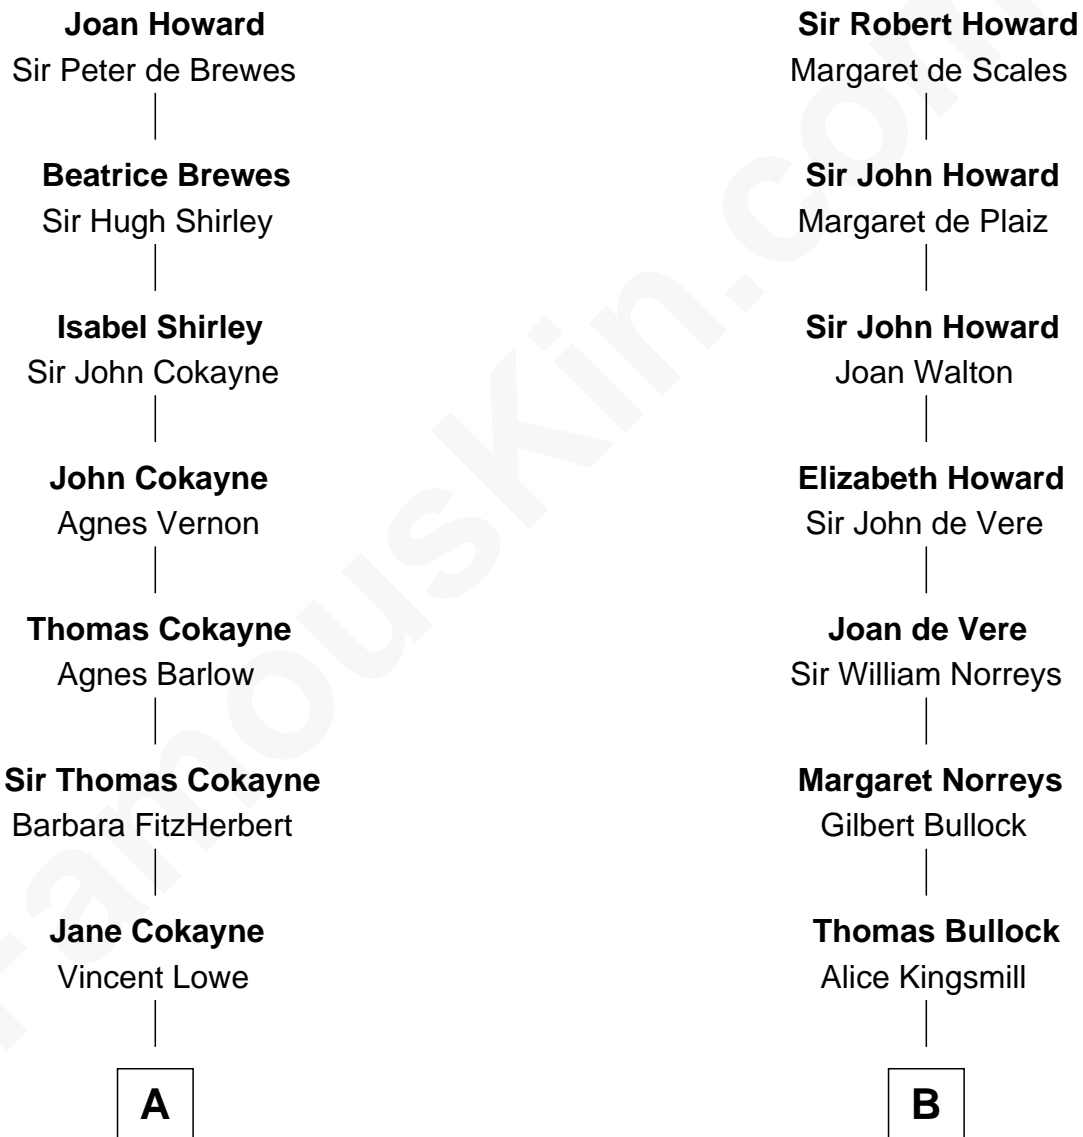 Joan Howard
Sir Peter de Brewes
Beatrice Brewes
Sir Hugh Shirley
Isabel Shirley
Sir John Cokayne
John Cokayne
Agnes Vernon
Thomas Cokayne
Agnes Barlow
Sir Thomas Cokayne
Barbara FitzHerbert
Jane Cokayne
Vincent Lowe
A
Sir Robert Howard
Margaret de Scales
Sir John Howard
Margaret de Plaiz
Sir John Howard
Joan Walton
Elizabeth Howard
Sir John de Vere
Joan de Vere
Sir William Norreys
Margaret Norreys
Gilbert Bullock
Thomas Bullock
Alice Kingsmill
B
FamousKin.com